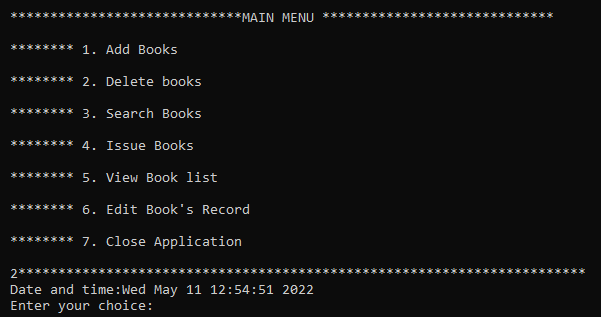 *****************************MAIN MENU *****************************
******** 1. Add Books
******** 2. Delete books
******** 3. Search Books
******** 4. Issue Books
******** 5. View Book list
******** 6. Edit Book's Record
******** 7. Close Application
2***********************************************************************
Date and time:Wed May 11 12:54:51 2022
Enter your choice: